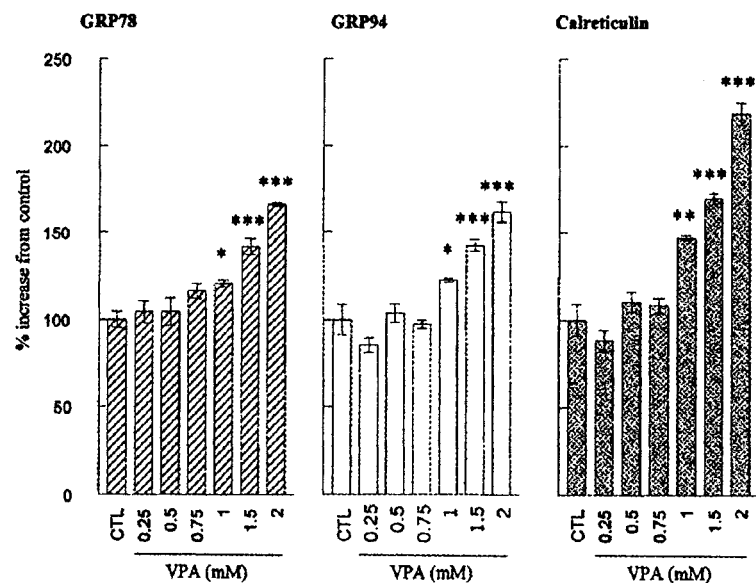 GRP78 GRP94 Calreticulin
% increase from control
250
200
150
100
50
0
* *** ***
* *** ***
** *** ***
CTL 0.25 0.5 0.75 1 1.5 2
CTL 0.25 0.5 0.75 1 1.5 2
CTL 0.25 0.5 0.75 1 1.5 2
VPA (mM) VPA (mM) VPA (mM)